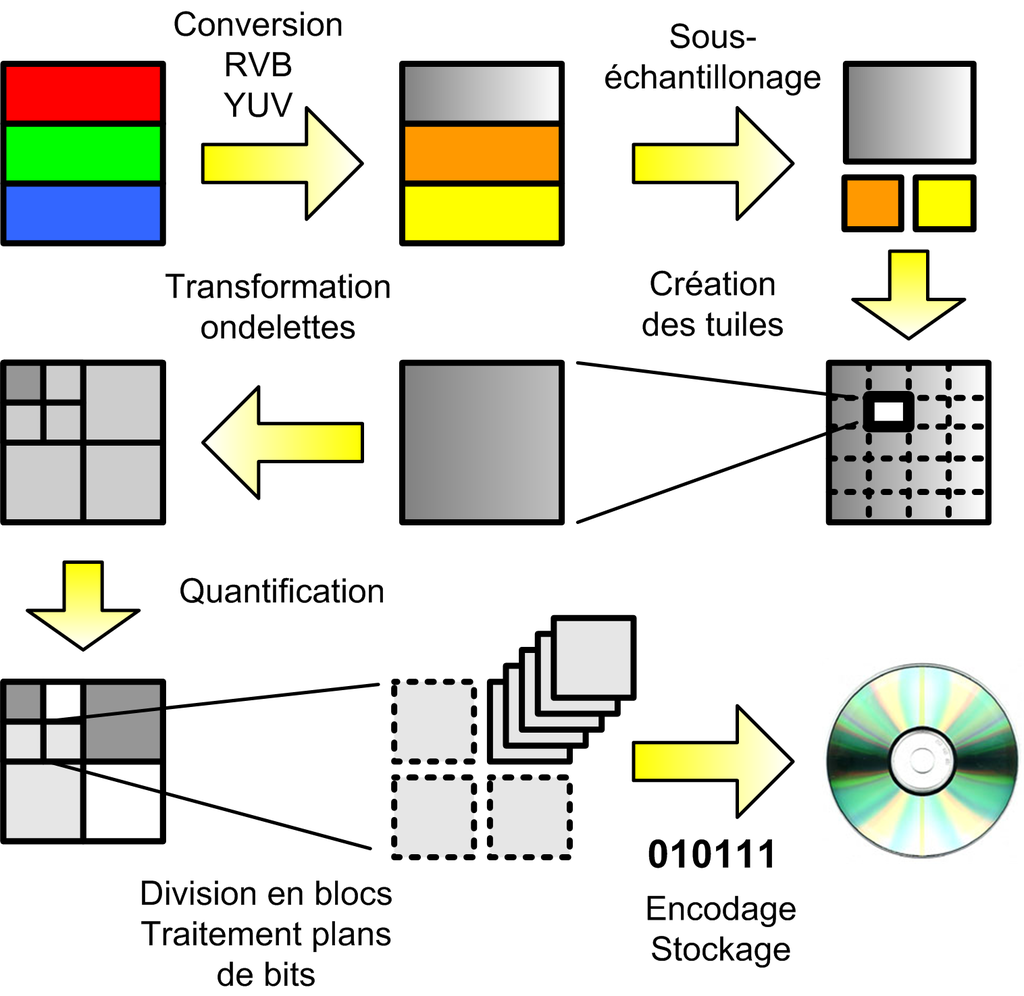 Conversion
RVB
YUV
Sous-
échantillonage
Transformation
ondelettes
Création
des tuiles
Quantification
010111
Division en blocs
Traitement plans
de bits
Encodage
Stockage